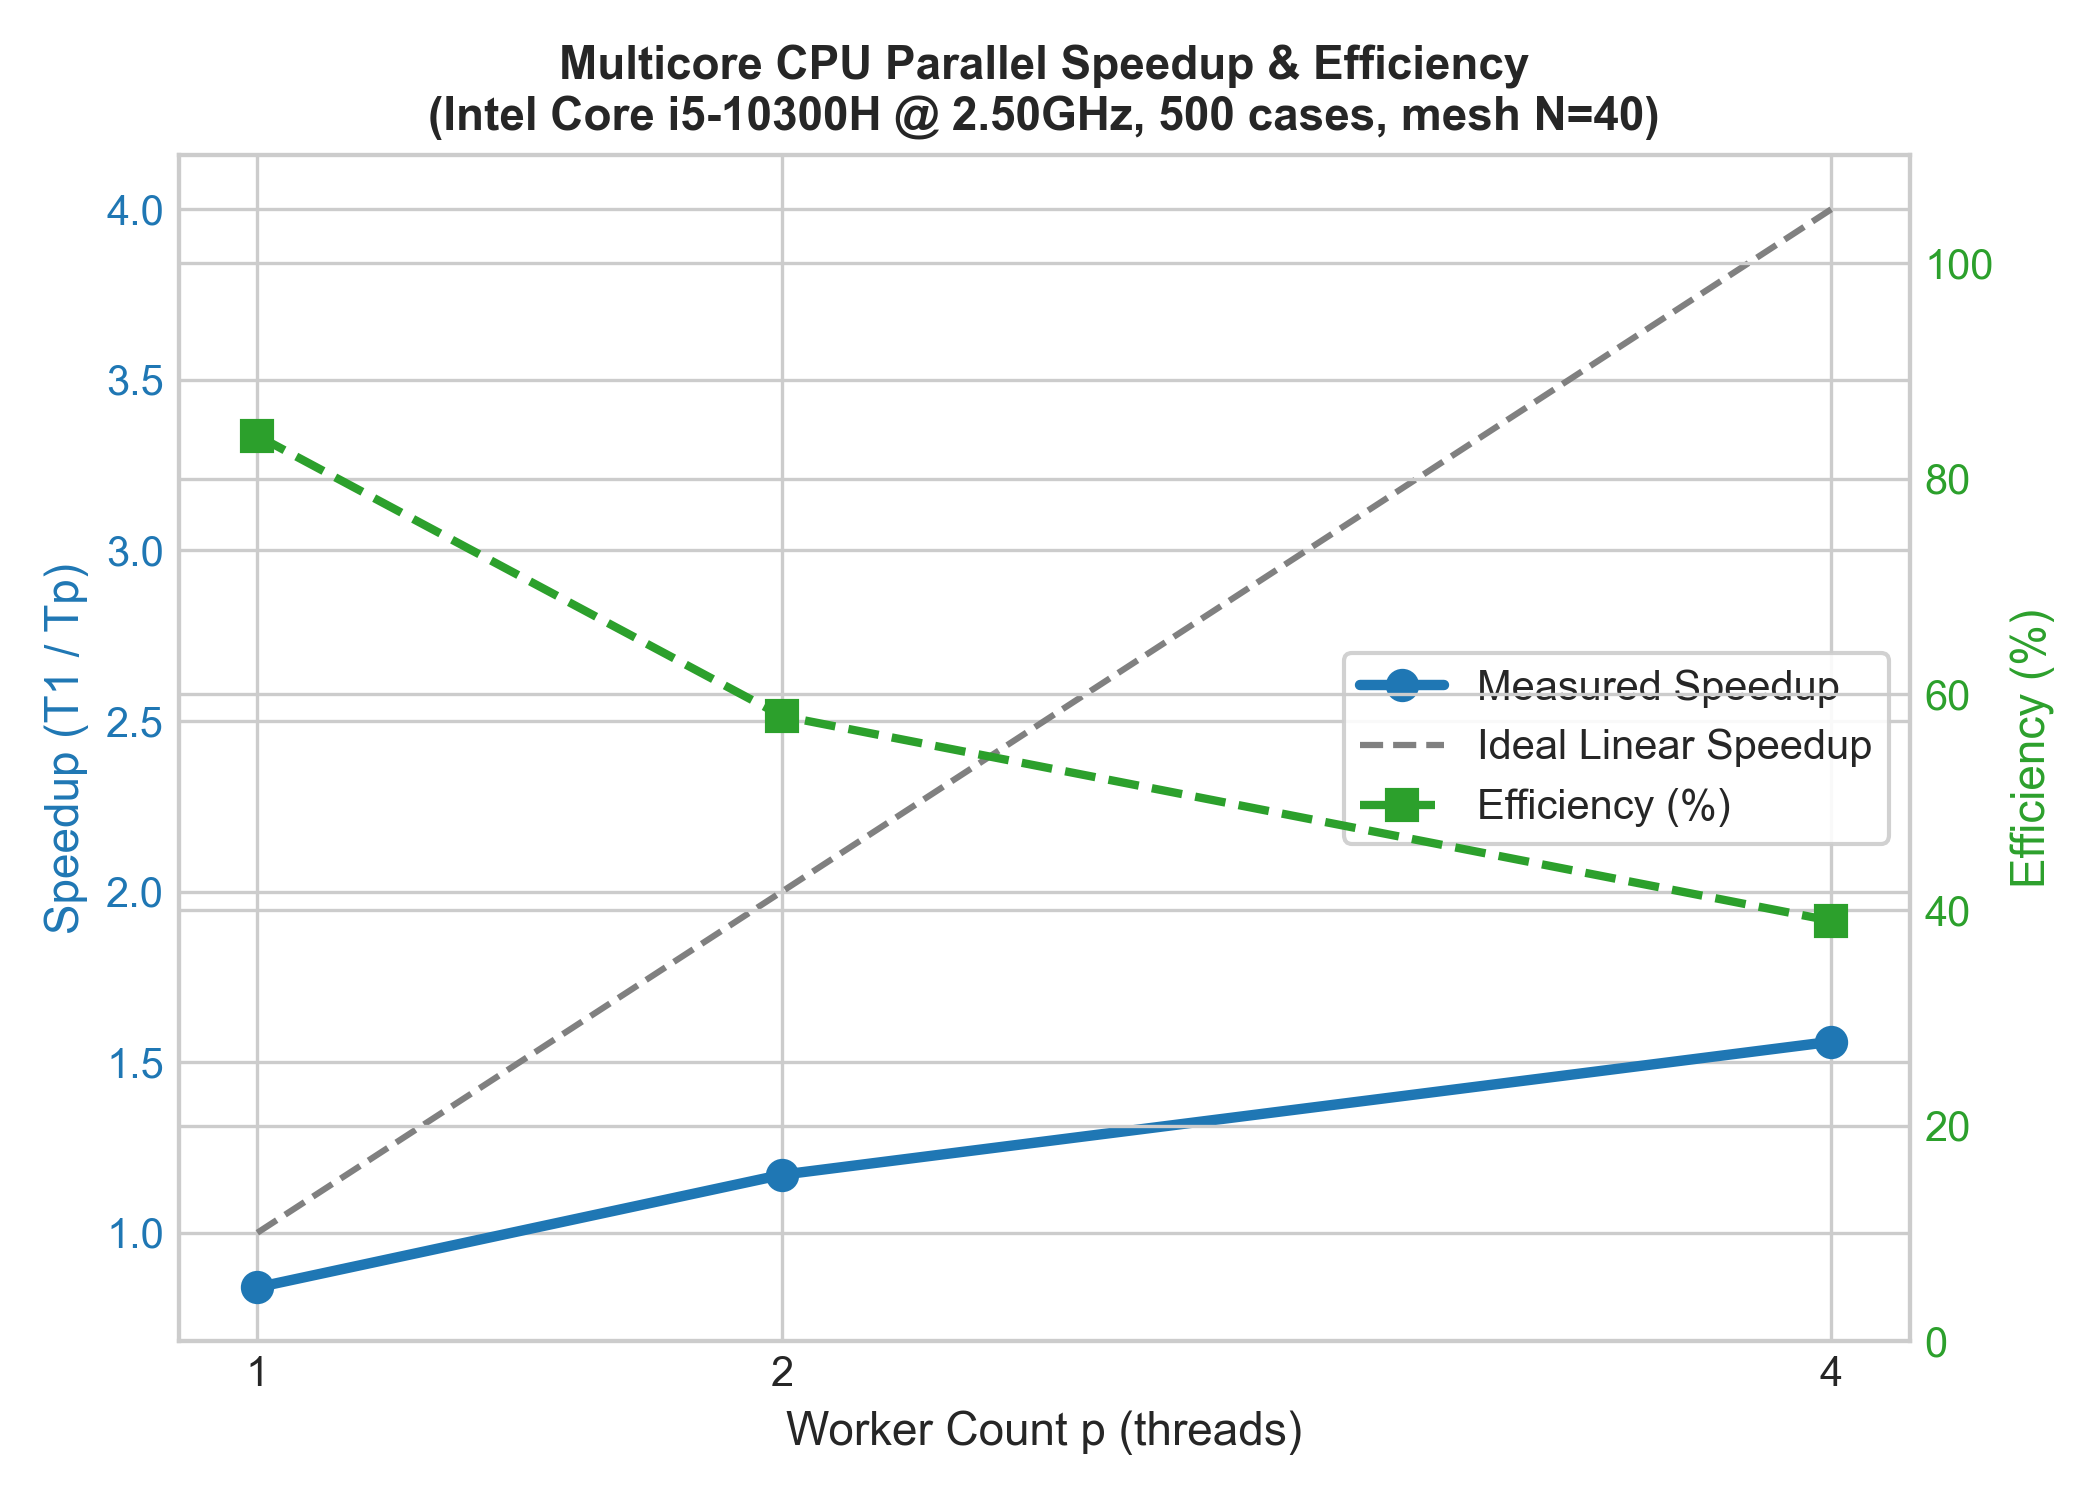 Multicore CPU Parallel Speedup & Efficiency
(Intel Core i5-10300H @ 2.50GHz, 500 cases, mesh N=40)
Speedup (T1 / Tp)
4.0
3.5
3.0
2.5
2.0
1.5
1.0
Measured Speedup
Ideal Linear Speedup
Efficiency (%)
100
80
60
40
20
0
Efficiency (%)
1
2
4
Worker Count p (threads)